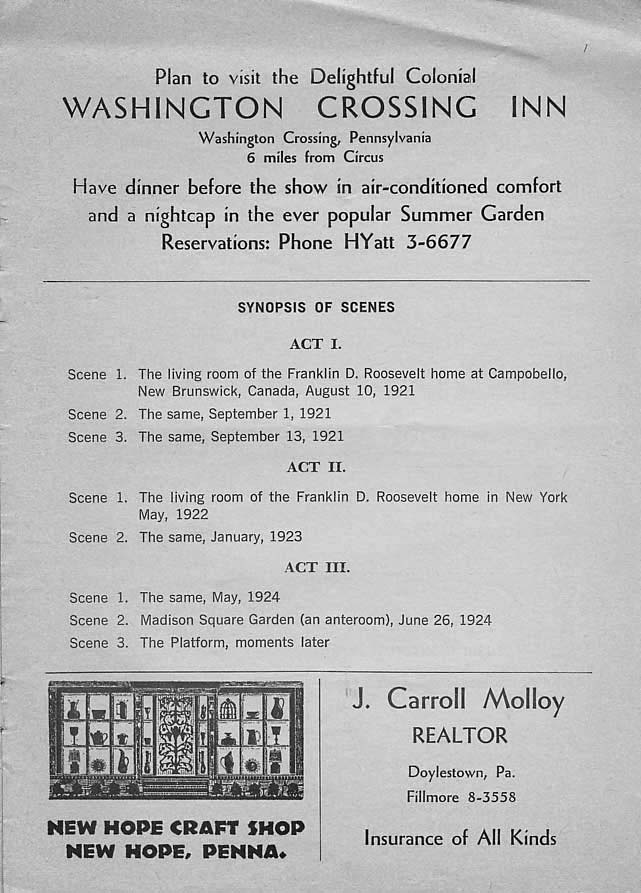 Plan to visit the Delightful Colonial
WASHINGTON CROSSING INN
Washington Crossing, Pennsylvania
6 miles from Circus
Have dinner before the show in air-conditioned comfort
and a nightcap in the ever popular Summer Garden
Reservations: Phone HYatt 3-6677
SYNOPSIS OF SCENES
ACT I.
Scene 1. The living room of the Franklin D. Roosevelt home at Campobello,
New Brunswick, Canada, August 10, 1921
Scene 2. The same, September 1, 1921
Scene 3. The same, September 13, 1921
ACT II.
Scene 1. The living room of the Franklin D. Roosevelt home in New York
May, 1922
Scene 2. The same, January, 1923
ACT III.
Scene 1. The same, May, 1924
Scene 2. Madison Square Garden (an anteroom), June 26, 1924
Scene 3. The Platform, moments later
NEW HOPE CRAFT SHOP
NEW HOPE, PENNA.
J. Carroll Molloy
REALTOR
Doylestown, Pa.
Fillmore 8-3558
Insurance of All Kinds